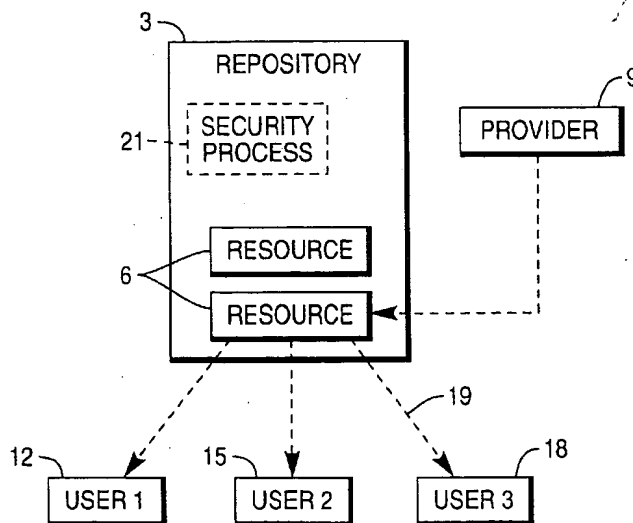 3
REPOSITORY
9
21
SECURITY
PROCESS
PROVIDER
6
RESOURCE
RESOURCE
19
12
15
18
USER 1
USER 2
USER 3